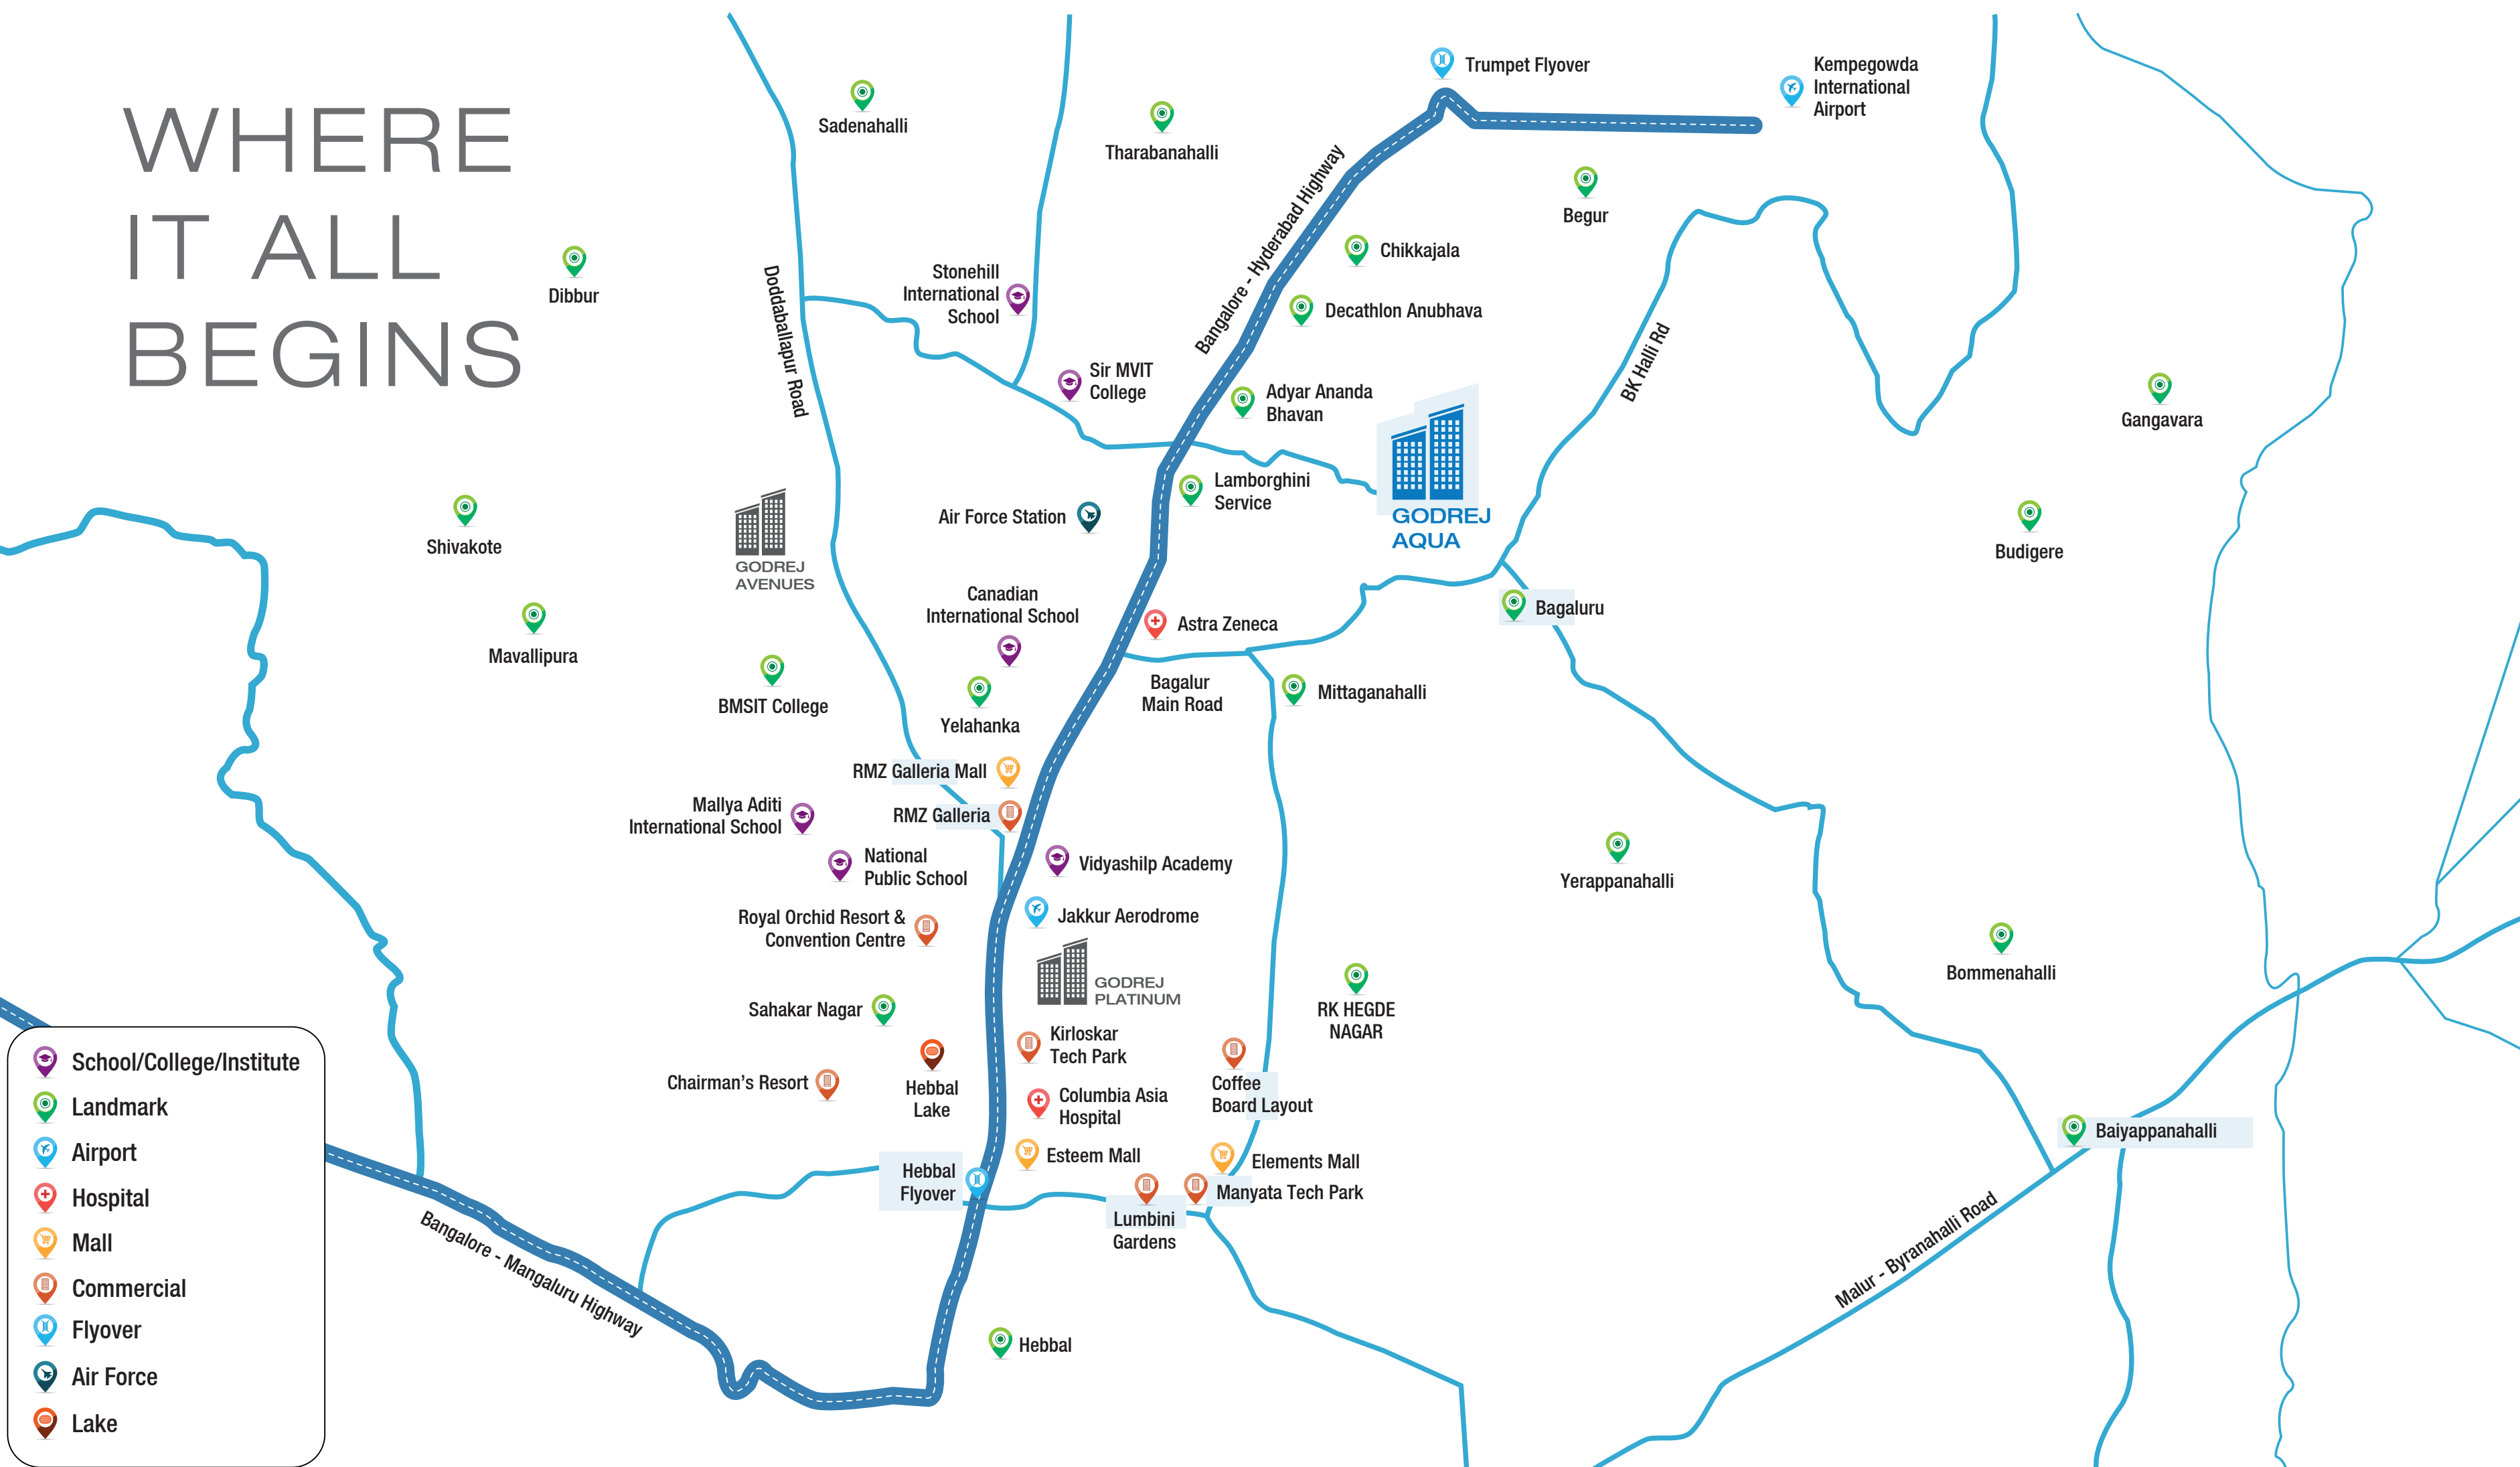 WHERE
IT ALL
BEGINS
Trumpet Flyover
Kempegowda
International
Airport
Sadenahalli
Tharabanahalli
Begur
Bangalore - Hyderabad Highway
Chikkajala
Dibbur
Doddaballapur Road
Stonehill
International
School
Decathlon Anubhava
BK Halli Rd
Sir MVIT
College
Adyar Ananda
Bhavan
Gangavara
Lamborghini
Service
Air Force Station
GODREJ
AQUA
Shivakote
Budigere
GODREJ
AVENUES
Canadian
International School
Astra Zeneca
Bagaluru
Mavallipura
BMSIT College
Yelahanka
Bagalur
Main Road
Mittaganahalli
RMZ Galleria Mall
Mallya Aditi
International School
RMZ Galleria
National
Public School
Vidyashilp Academy
Yerappanahalli
Royal Orchid Resort &
Convention Centre
Jakkur Aerodrome
GODREJ
PLATINUM
Bommenahalli
Sahakar Nagar
RK HEGDE
NAGAR
Kirloskar
Tech Park
Chairman's Resort
Hebbal
Lake
Columbia Asia
Hospital
Coffee
Board Layout
Baiyappanahalli
Esteem Mall
Elements Mall
Hebbal
Flyover
Manyata Tech Park
Lumbini
Gardens
Malur - Byranahalli Road
Bangalore - Mangaluru Highway
Hebbal
School/College/Institute
Landmark
Airport
Hospital
Mall
Commercial
Flyover
Air Force
Lake